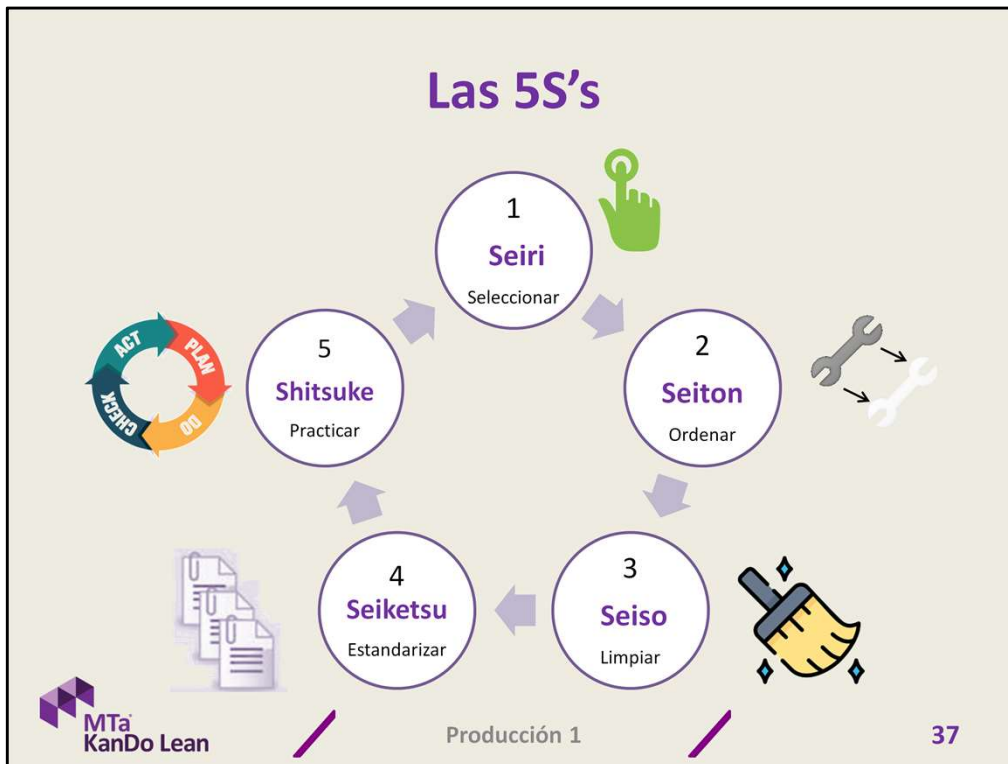 Las 5S's
1
Seiri
Seleccionar
2
Seiton
Ordenar
3
Seiso
Limpiar
4
Seiketsu
Estandarizar
5
Shitsuke
Practicar
ACT
PLAN
DO
CHECK
MTa®
KanDo Lean
Producción 1
37